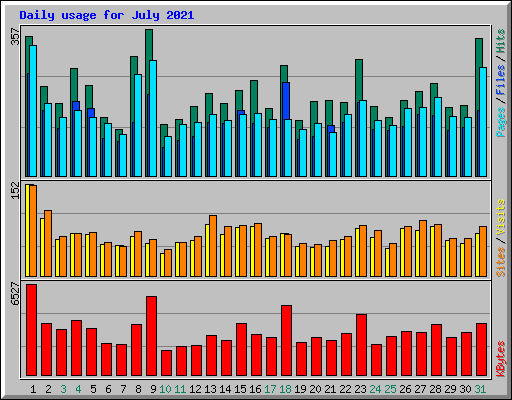 Daily usage for July 2021
357
152
6527
Pages / Files / Hits
Sites / Visits
KBytes
1 2 3 4 5 6 7 8 9 10 11 12 13 14 15 16 17 18 19 20 21 22 23 24 25 26 27 28 29 30 31